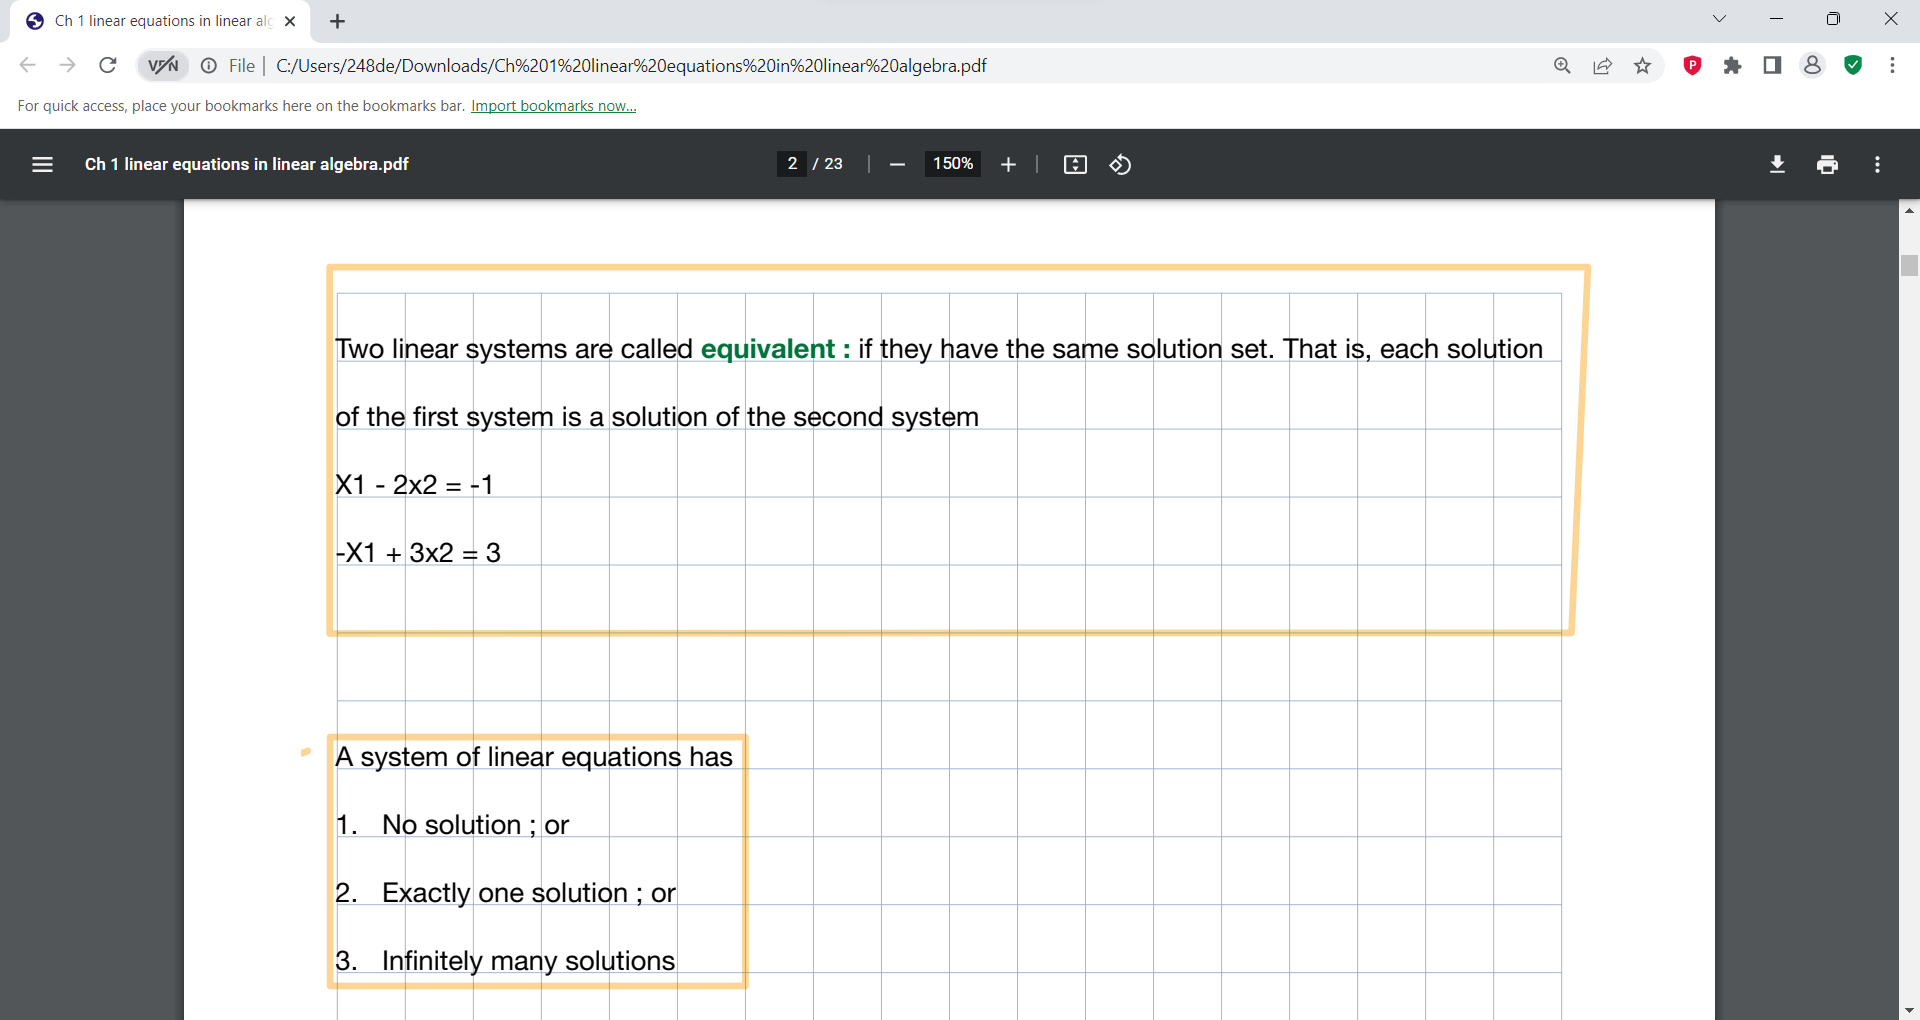 Ch 1 linear equations in linear alg
VPN File C:/Users/248de/Downloads/Ch%201%20linear%20equations%20in%20linear%20algebra.pdf
For quick access, place your bookmarks here on the bookmarks bar. Import bookmarks now...
Ch 1 linear equations in linear algebra.pdf 2 / 23 150%
Two linear systems are called equivalent : if they have the same solution set. That is, each solution
of the first system is a solution of the second system
X1 - 2x2 = -1
-X1 + 3x2 = 3
A system of linear equations has
1. No solution ; or
2. Exactly one solution ; or
3. Infinitely many solutions